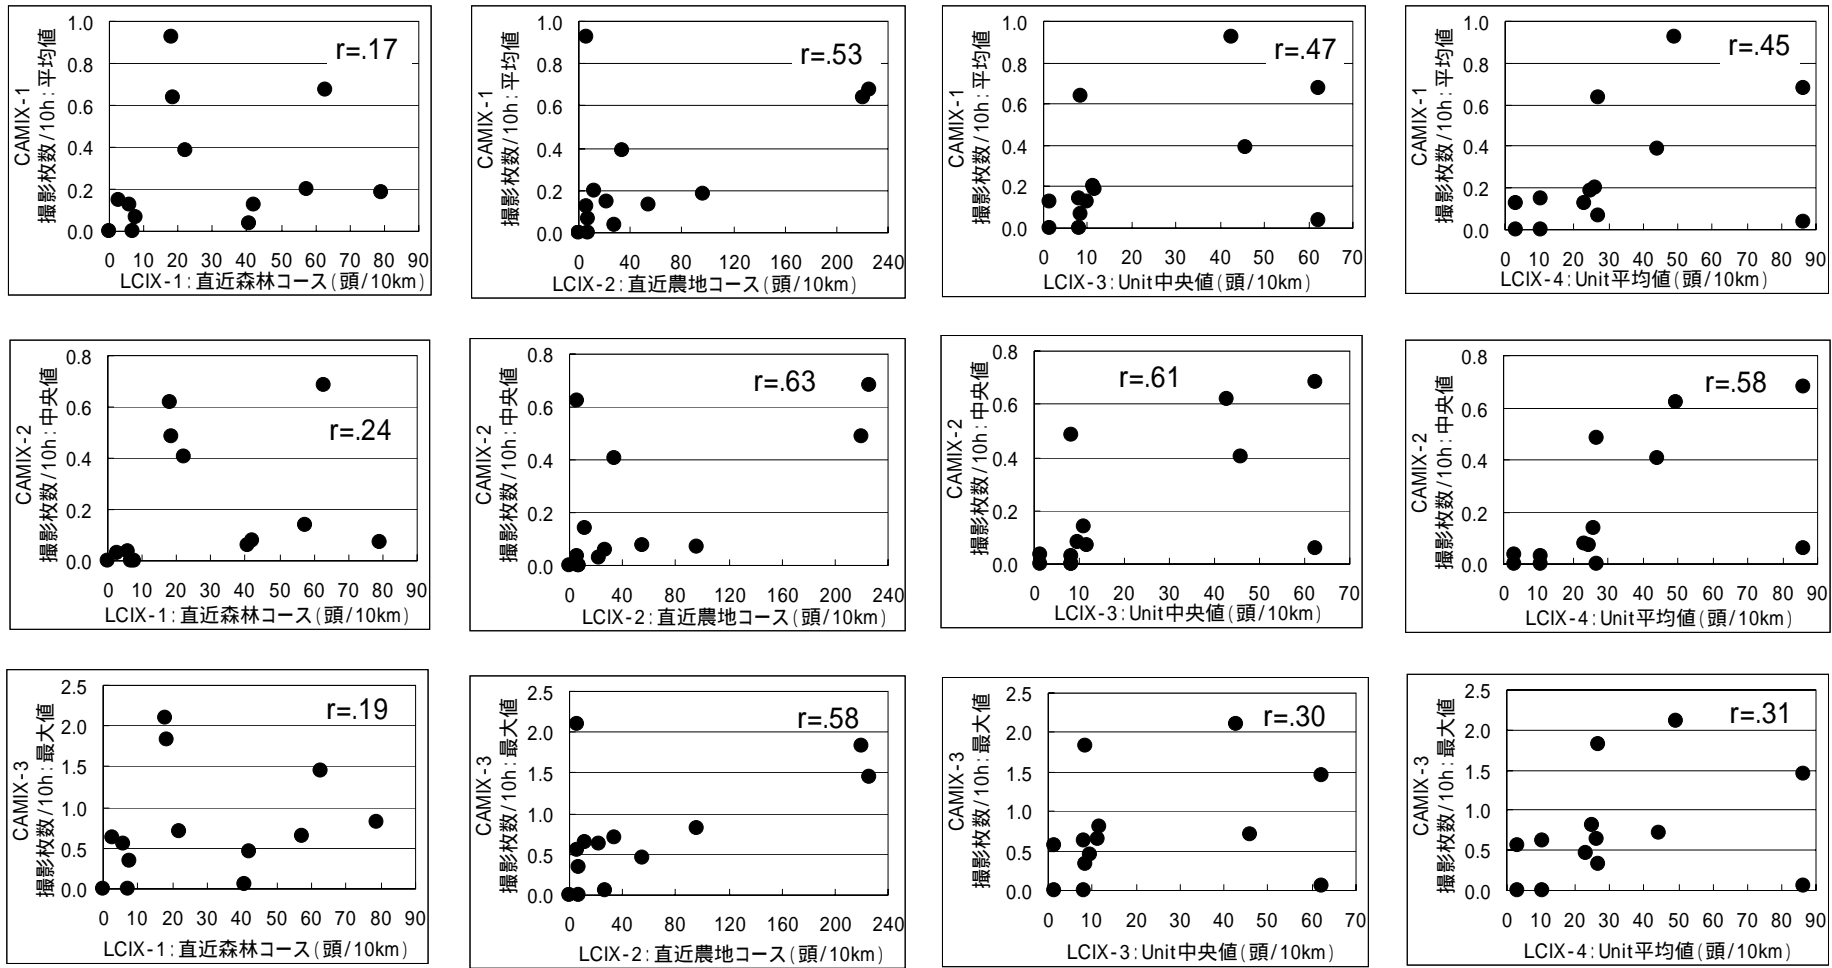 CAMIX-1
撮影枚数/10h:平均値
1.0
0.8
0.6
0.4
0.2
0.0
r=.17
0 10 20 30 40 50 60 70 80 90
LCIX-1:直近森林コース(頭/10km)
CAMIX-1
撮影枚数/10h:平均値
1.0
0.8
0.6
0.4
0.2
0.0
r=.53
0 40 80 120 160 200 240
LCIX-2:直近農地コース(頭/10km)
CAMIX-1
撮影枚数/10h:平均値
1.0
0.8
0.6
0.4
0.2
0.0
r=.47
0 10 20 30 40 50 60 70
LCIX-3:Unit中央値(頭/10km)
CAMIX-1
撮影枚数/10h:平均値
1.0
0.8
0.6
0.4
0.2
0.0
r=.45
0 10 20 30 40 50 60 70 80 90
LCIX-4:Unit平均値(頭/10km)
CAMIX-2
撮影枚数/10h:中央値
0.8
0.6
0.4
0.2
0.0
r=.24
0 10 20 30 40 50 60 70 80 90
LCIX-1:直近森林コース(頭/10km)
CAMIX-2
撮影枚数/10h:中央値
0.8
0.6
0.4
0.2
0.0
r=.63
0 40 80 120 160 200 240
LCIX-2:直近農地コース(頭/10km)
CAMIX-2
撮影枚数/10h:中央値
0.8
0.6
0.4
0.2
0.0
r=.61
0 10 20 30 40 50 60 70
LCIX-3:Unit中央値(頭/10km)
CAMIX-2
撮影枚数/10h:中央値
0.8
0.6
0.4
0.2
0.0
r=.58
0 10 20 30 40 50 60 70 80 90
LCIX-4:Unit平均値(頭/10km)
CAMIX-3
撮影枚数/10h:最大値
2.5
2.0
1.5
1.0
0.5
0.0
r=.19
0 10 20 30 40 50 60 70 80 90
LCIX-1:直近森林コース(頭/10km)
CAMIX-3
撮影枚数/10h:最大値
2.5
2.0
1.5
1.0
0.5
0.0
r=.58
0 40 80 120 160 200 240
LCIX-2:直近農地コース(頭/10km)
CAMIX-3
撮影枚数/10h:最大値
2.5
2.0
1.5
1.0
0.5
0.0
r=.30
0 10 20 30 40 50 60 70
LCIX-3:Unit中央値(頭/10km)
CAMIX-3
撮影枚数/10h:最大値
2.5
2.0
1.5
1.0
0.5
0.0
r=.31
0 10 20 30 40 50 60 70 80 90
LCIX-4:Unit平均値(頭/10km)